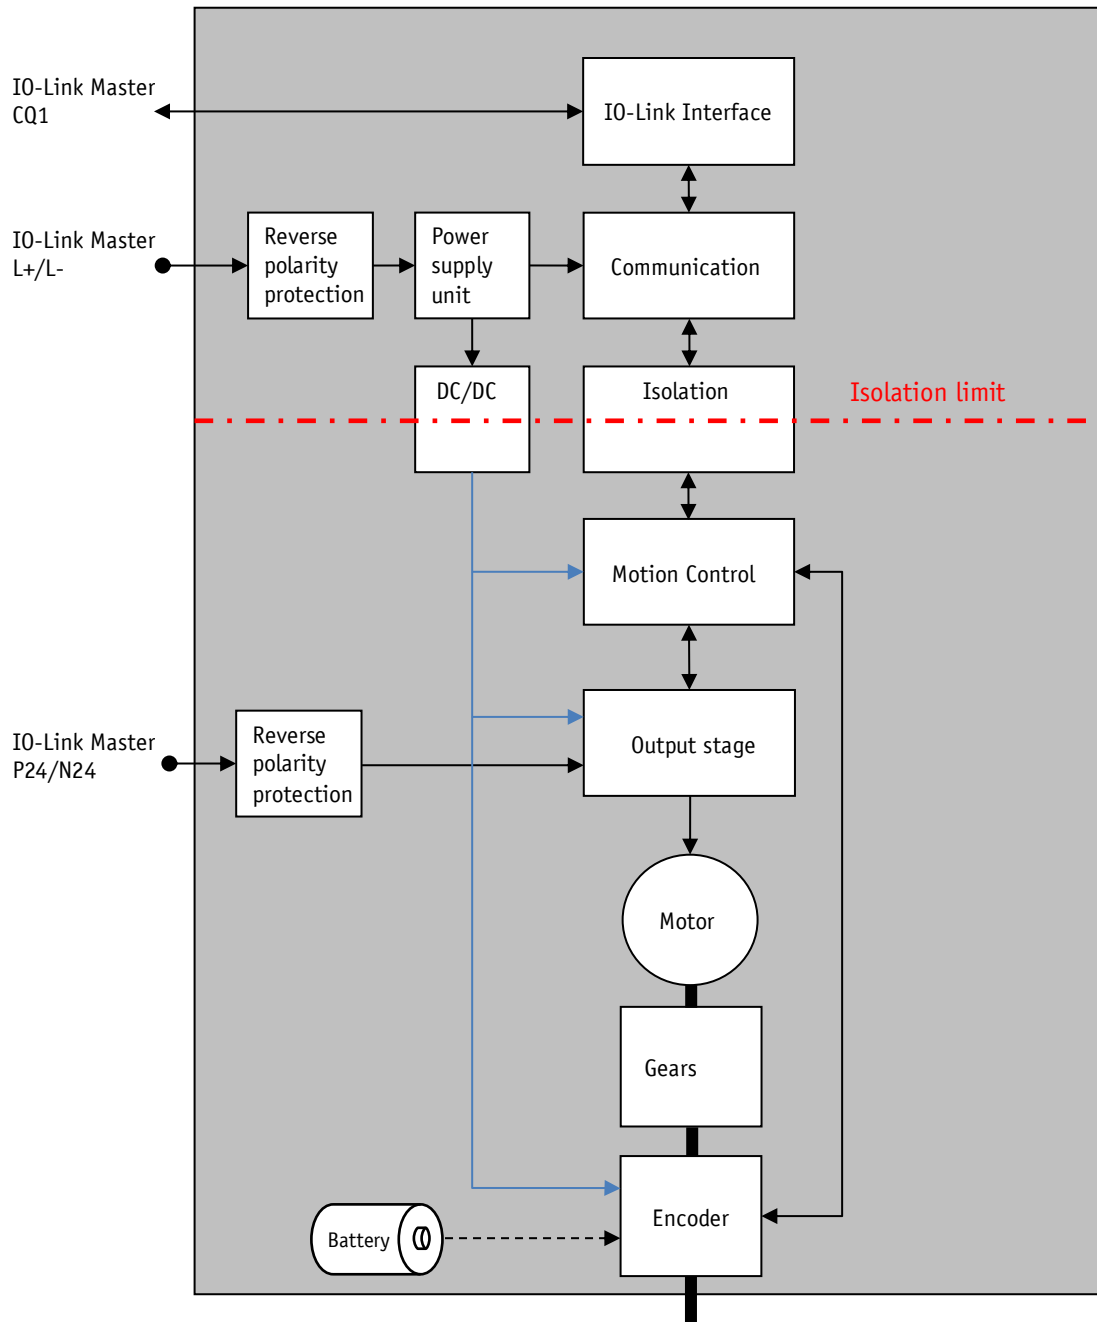 IO-Link Master
CQ1
IO-Link Interface
IO-Link Master
L+/L-
Reverse
polarity
protection
Power
supply
unit
Communication
DC/DC
Isolation
Isolation limit
Motion Control
IO-Link Master
P24/N24
Reverse
polarity
protection
Output stage
Motor
Gears
Encoder
Battery